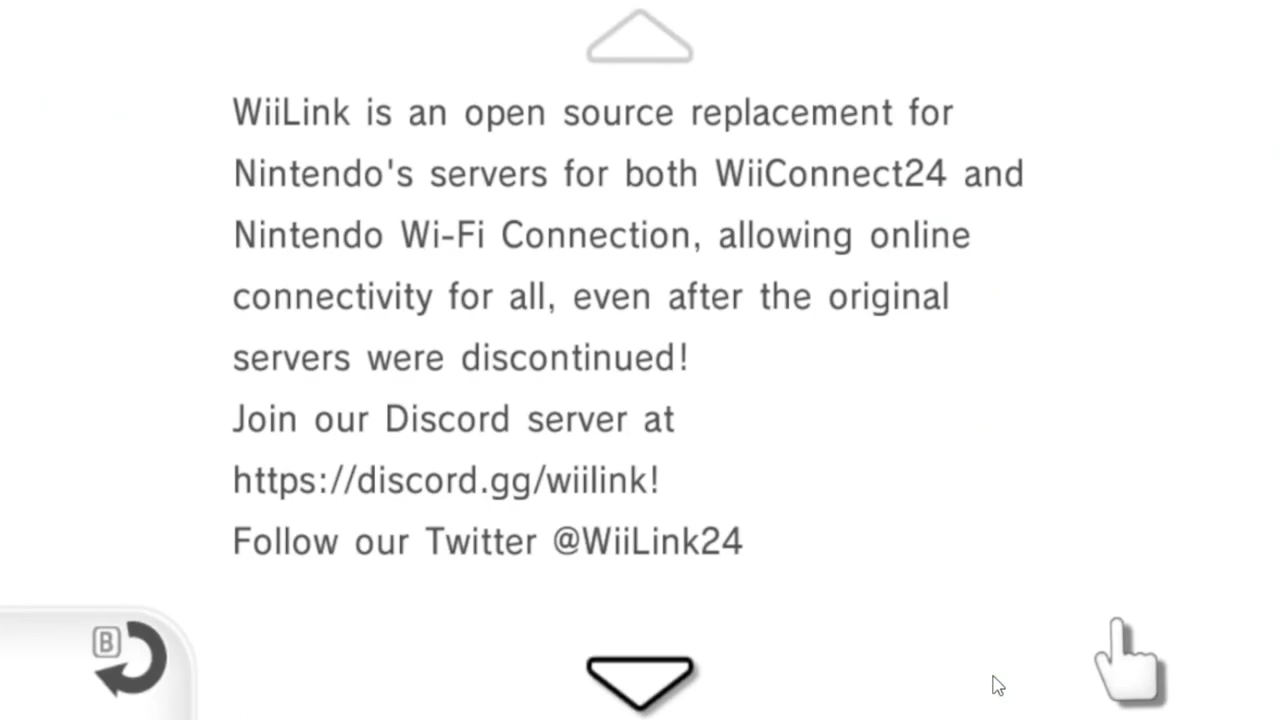 WiiLink is an open source replacement for
Nintendo's servers for both WiiConnect24 and
Nintendo Wi-Fi Connection, allowing online
connectivity for all, even after the original
servers were discontinued!
Join our Discord server at
https://discord.gg/wiilink!
Follow our Twitter @WiiLink24
B